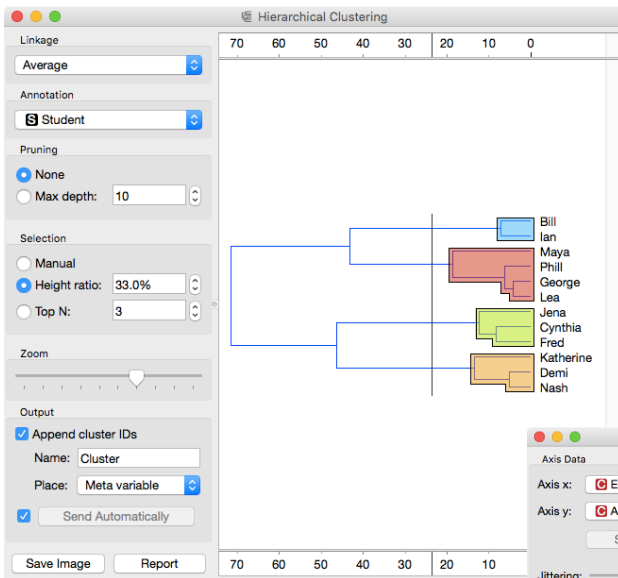 Hierarchical Clustering
Linkage
Average
Annotation
S Student
Pruning
None
Max depth: 10
Selection
Manual
Height ratio: 33.0%
Top N: 3
Zoom
Output
Append cluster IDs
Name: Cluster
Place: Meta variable
Send Automatically
Save Image Report
70 60 50 40 30 20 10 0
Bill
Ian
Maya
Phill
George
Lea
Jena
Cynthia
Fred
Katherine
Demi
Nash
70 60 50 40 30 20 10
Axis Data
Axis x: C E
Axis y: C A
S
Jittering: